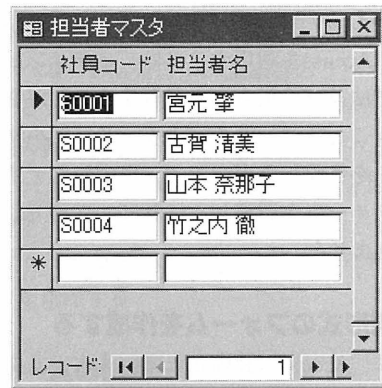 担当者マスタ
社員コード 担当者名
S0001 宮元 肇
S0002 古賀 清美
S0003 山本 奈那子
S0004 竹之内 徹
レコード: 1